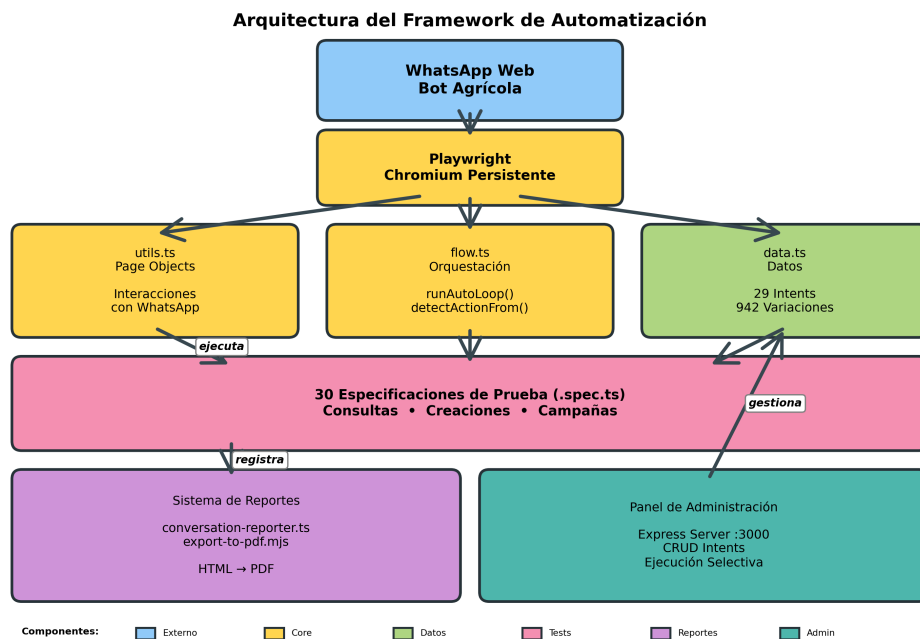 Arquitectura del Framework de Automatización
WhatsApp Web
Bot Agrícola
Playwright
Chromium Persistente
utils.ts
Page Objects
Interacciones
con WhatsApp
flow.ts
Orquestación
runAutoLoop()
detectActionFrom()
data.ts
Datos
29 Intents
942 Variaciones
ejecuta
30 Especificaciones de Prueba (.spec.ts)
Consultas • Creaciones • Campañas
gestiona
registra
Sistema de Reportes
conversation-reporter.ts
export-to-pdf.mjs
HTML → PDF
Panel de Administración
Express Server :3000
CRUD Intents
Ejecución Selectiva
Componentes: Externo Core Datos Tests Reportes Admin